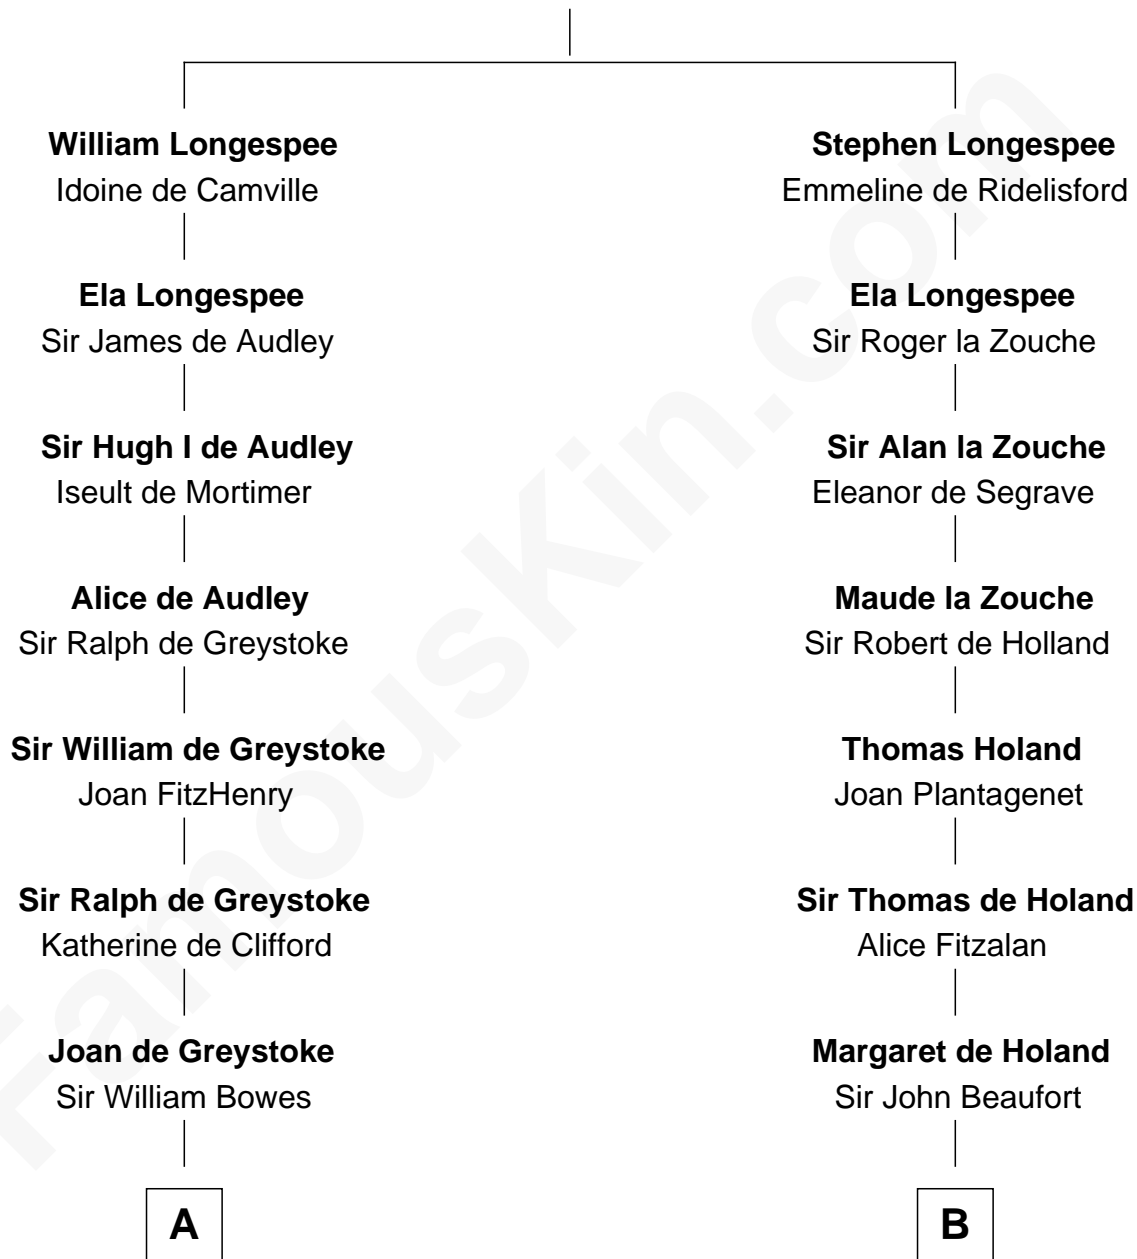 William Longespee
Idoine de Camville
Ela Longespee
Sir James de Audley
Sir Hugh I de Audley
Iseult de Mortimer
Alice de Audley
Sir Ralph de Greystoke
Sir William de Greystoke
Joan FitzHenry
Sir Ralph de Greystoke
Katherine de Clifford
Joan de Greystoke
Sir William Bowes
A
Stephen Longespee
Emmeline de Ridelisford
Ela Longespee
Sir Roger la Zouche
Sir Alan la Zouche
Eleanor de Segrave
Maude la Zouche
Sir Robert de Holland
Thomas Holand
Joan Plantagenet
Sir Thomas de Holand
Alice Fitzalan
Margaret de Holand
Sir John Beaufort
B
FamousKin.com